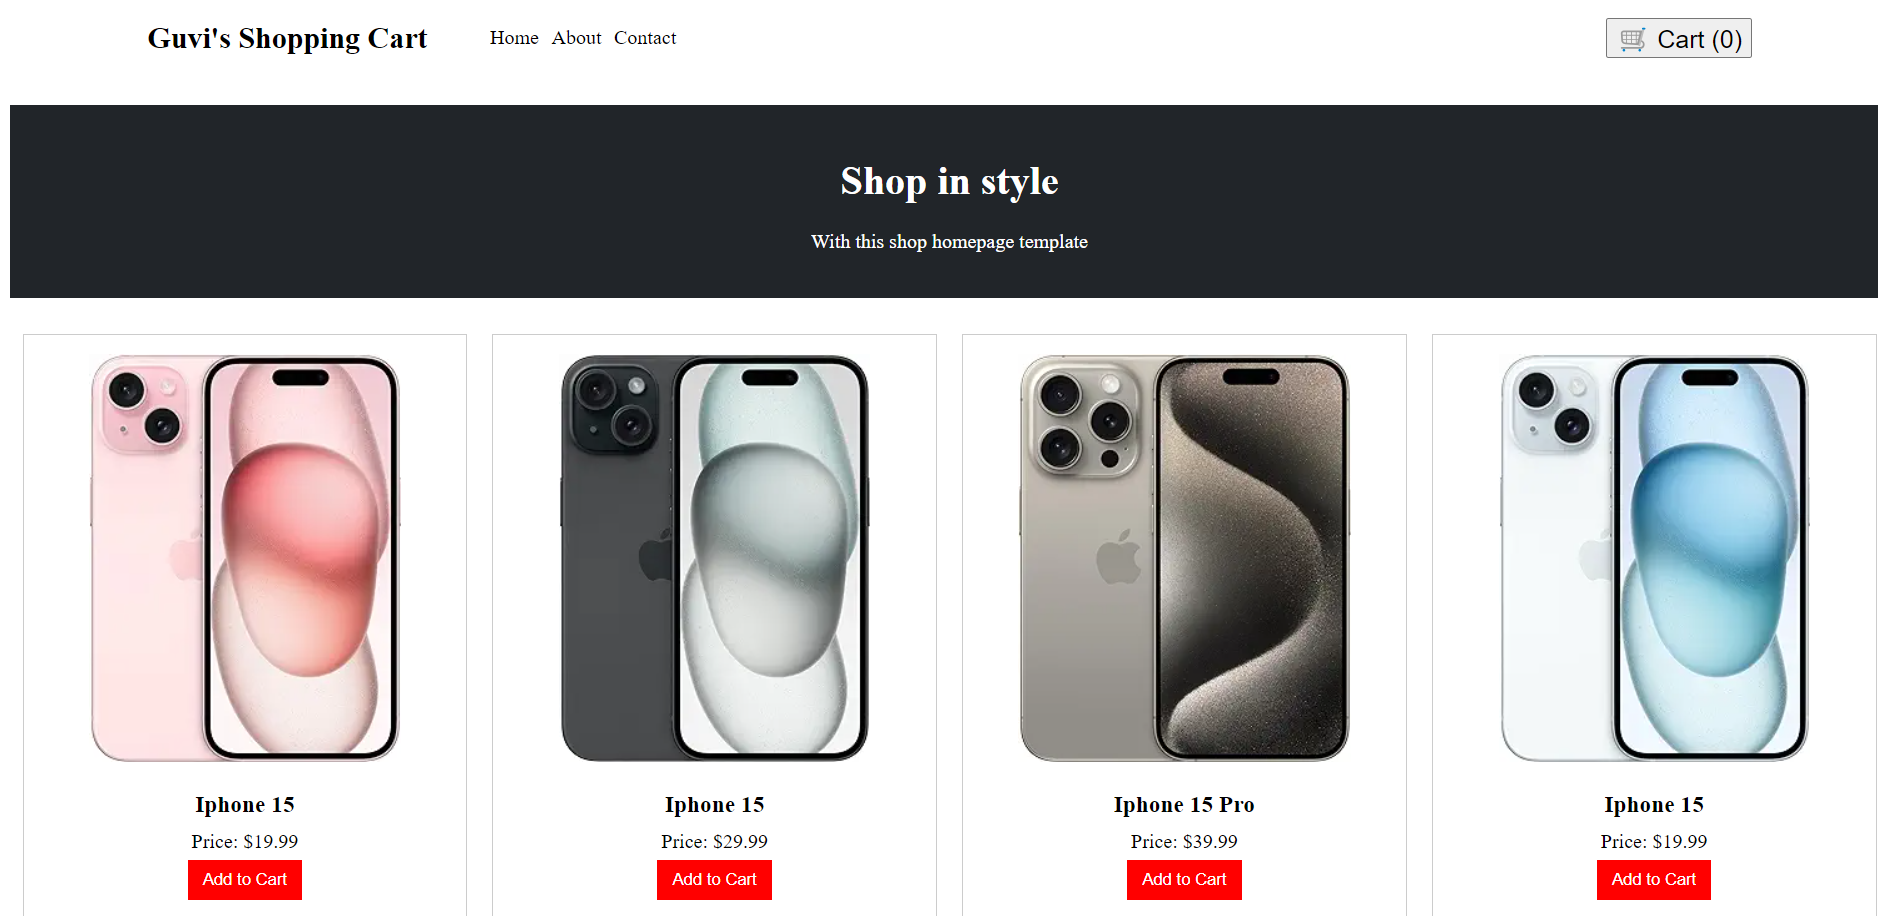 Guvi's Shopping Cart Home About Contact Cart (0)
Shop in style
With this shop homepage template
Iphone 15 Iphone 15 Iphone 15 Pro Iphone 15
Price: $19.99 Price: $29.99 Price: $39.99 Price: $19.99
Add to Cart Add to Cart Add to Cart Add to Cart